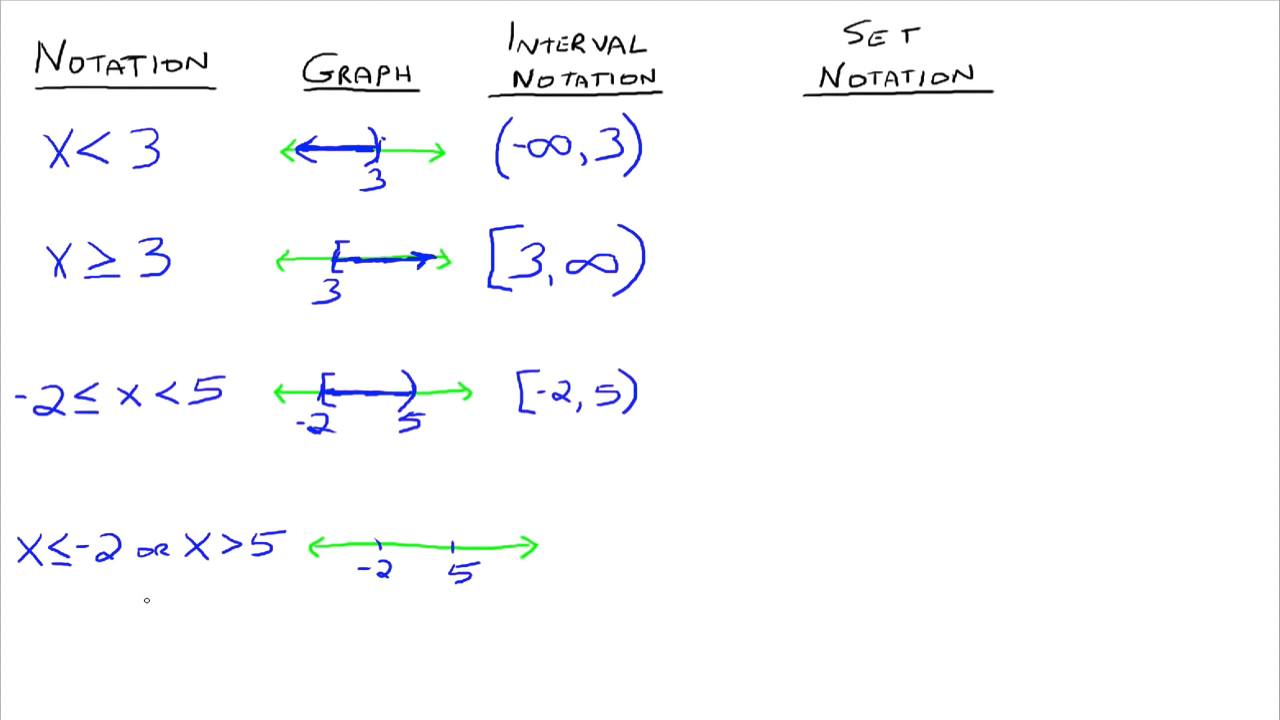 NOTATION GRAPH INTERVAL NOTATION SET NOTATION
x < 3 3 (-∞, 3)
x ≥ 3 3 [3, ∞)
-2 ≤ x < 5 -2 5 [-2, 5)
x ≤ -2 OR x > 5 -2 5